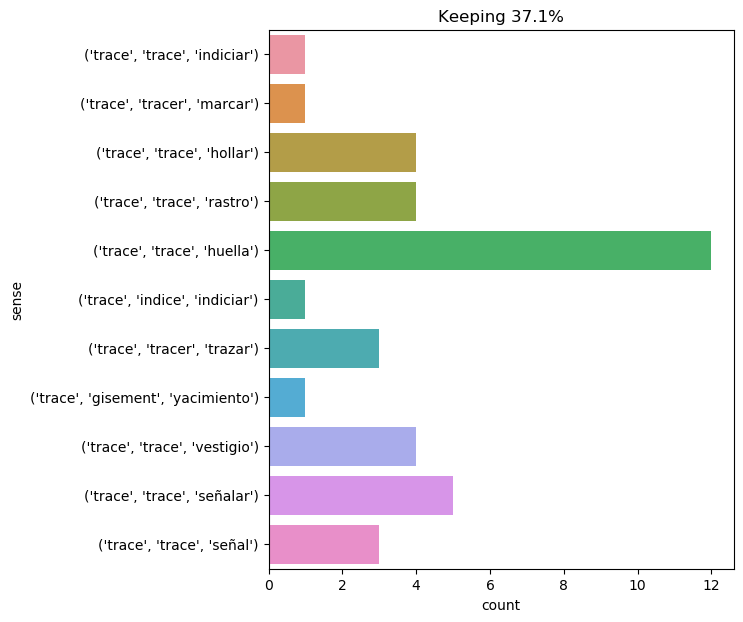 Keeping 37.1%
('trace', 'trace', 'indiciar')
('trace', 'tracer', 'marcar')
('trace', 'trace', 'hollar')
('trace', 'trace', 'rastro')
('trace', 'trace', 'huella')
('trace', 'indice', 'indiciar')
('trace', 'tracer', 'trazar')
('trace', 'gisement', 'yacimiento')
('trace', 'trace', 'vestigio')
('trace', 'trace', 'señalar')
('trace', 'trace', 'señal')
sense
0 2 4 6 8 10 12
count